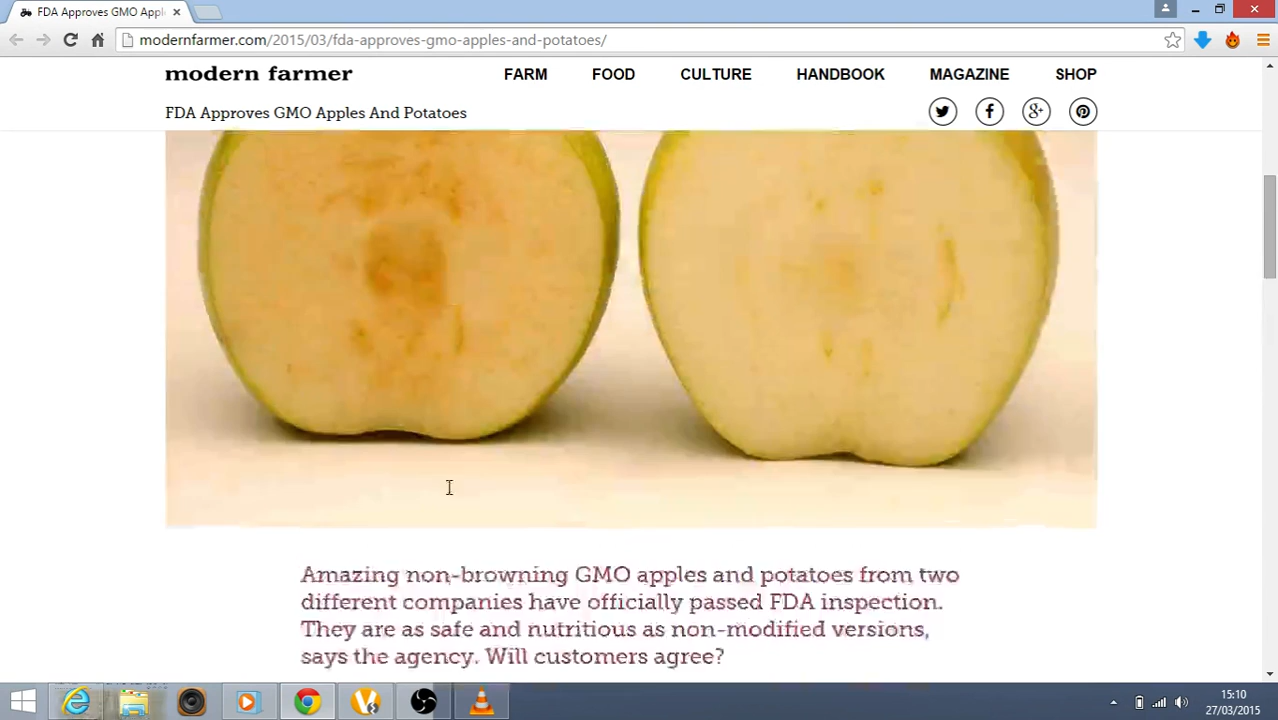 FDA Approves GMO Appl
modernfarmer.com/2015/03/fda-approves-gmo-apples-and-potatoes/
modern farmer FARM FOOD CULTURE HANDBOOK MAGAZINE SHOP
FDA Approves GMO Apples And Potatoes
Amazing non-browning GMO apples and potatoes from two
different companies have officially passed FDA inspection.
They are as safe and nutritious as non-modified versions,
says the agency. Will customers agree?
15:10
27/03/2015